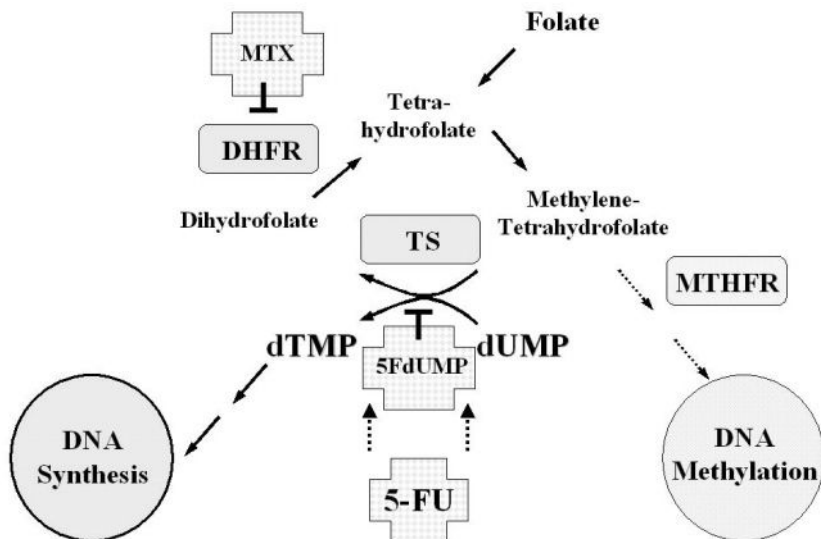 Folate
MTX
Tetra-
hydrofolate
DHFR
Dihydrofolate
Methylene-
Tetrahydrofolate
TS
MTHFR
dTMP
5FdUMP
dUMP
DNA
Synthesis
5-FU
DNA
Methylation